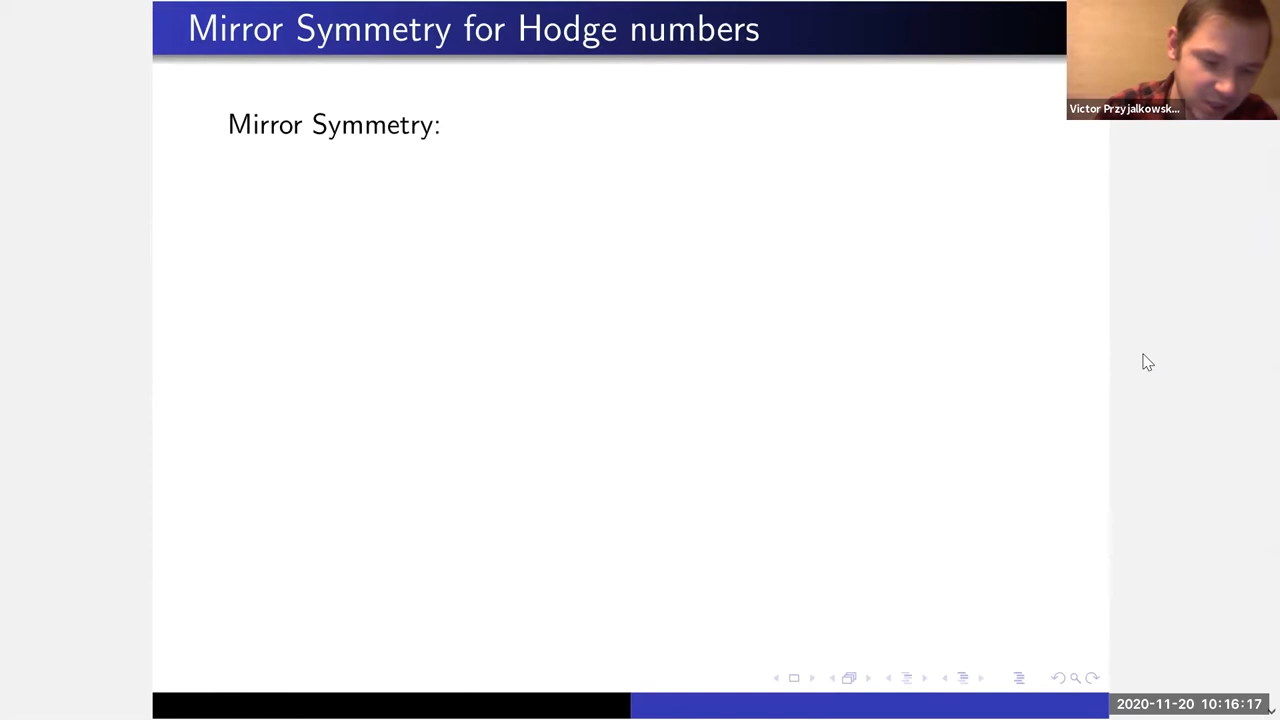 Mirror Symmetry for Hodge numbers
Victor Przyjalkowsk...
Mirror Symmetry:
2020-11-20 10:16:17